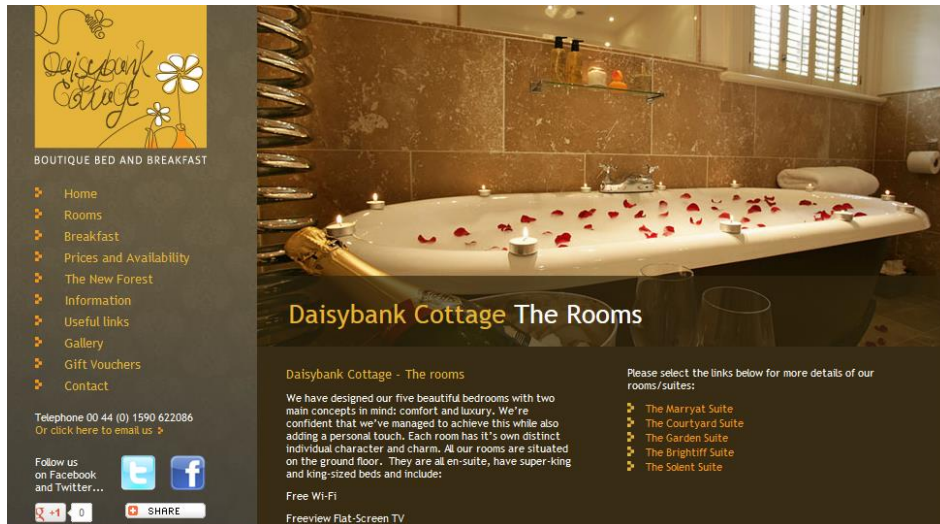 Daisybank
Cottage
BOUTIQUE BED AND BREAKFAST
Home
Rooms
Breakfast
Prices and Availability
The New Forest
Information
Useful links
Gallery
Gift Vouchers
Contact
Telephone 00 44 (0) 1590 622086
Or click here to email us
Follow us
on Facebook
and Twitter...
+1 0
SHARE
Daisybank Cottage The Rooms
Daisybank Cottage - The rooms
We have designed our five beautiful bedrooms with two
main concepts in mind: comfort and luxury. We're
confident that we've managed to achieve this while also
adding a personal touch. Each room has it's own distinct
individual character and charm. All our rooms are situated
on the ground floor. They are all en-suite, have super-king
and king-sized beds and include:
Free Wi-Fi
Freeview Flat-Screen TV
Please select the links below for more details of our
rooms/suites:
The Marryat Suite
The Courtyard Suite
The Garden Suite
The Brightiff Suite
The Solent Suite